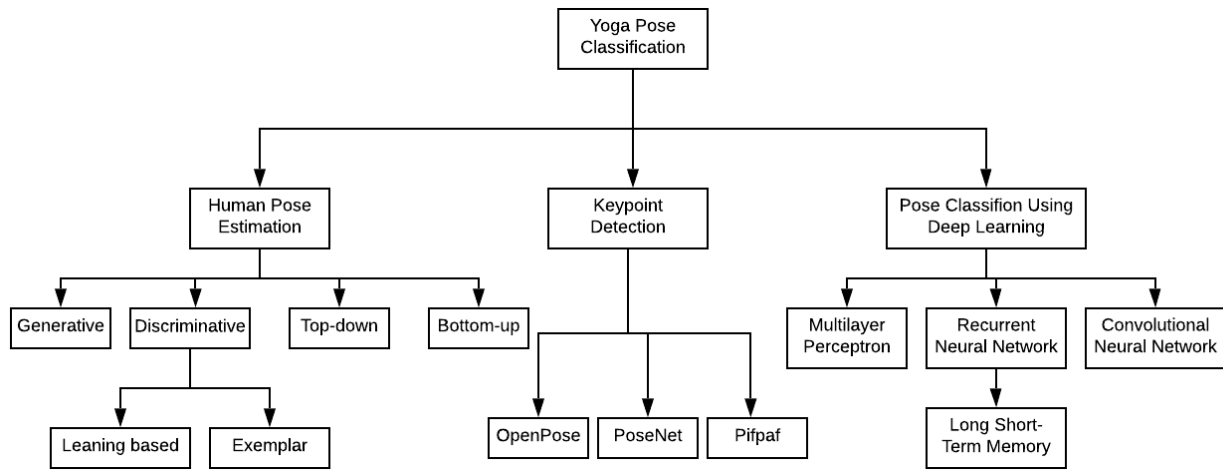 Yoga Pose
Classification
Human Pose
Estimation
Keypoint
Detection
Pose Classifion Using
Deep Learning
Generative
Discriminative
Top-down
Bottom-up
Multilayer
Perceptron
Recurrent
Neural Network
Convolutional
Neural Network
Leaning based
Exemplar
OpenPose
PoseNet
Pifpaf
Long Short-
Term Memory